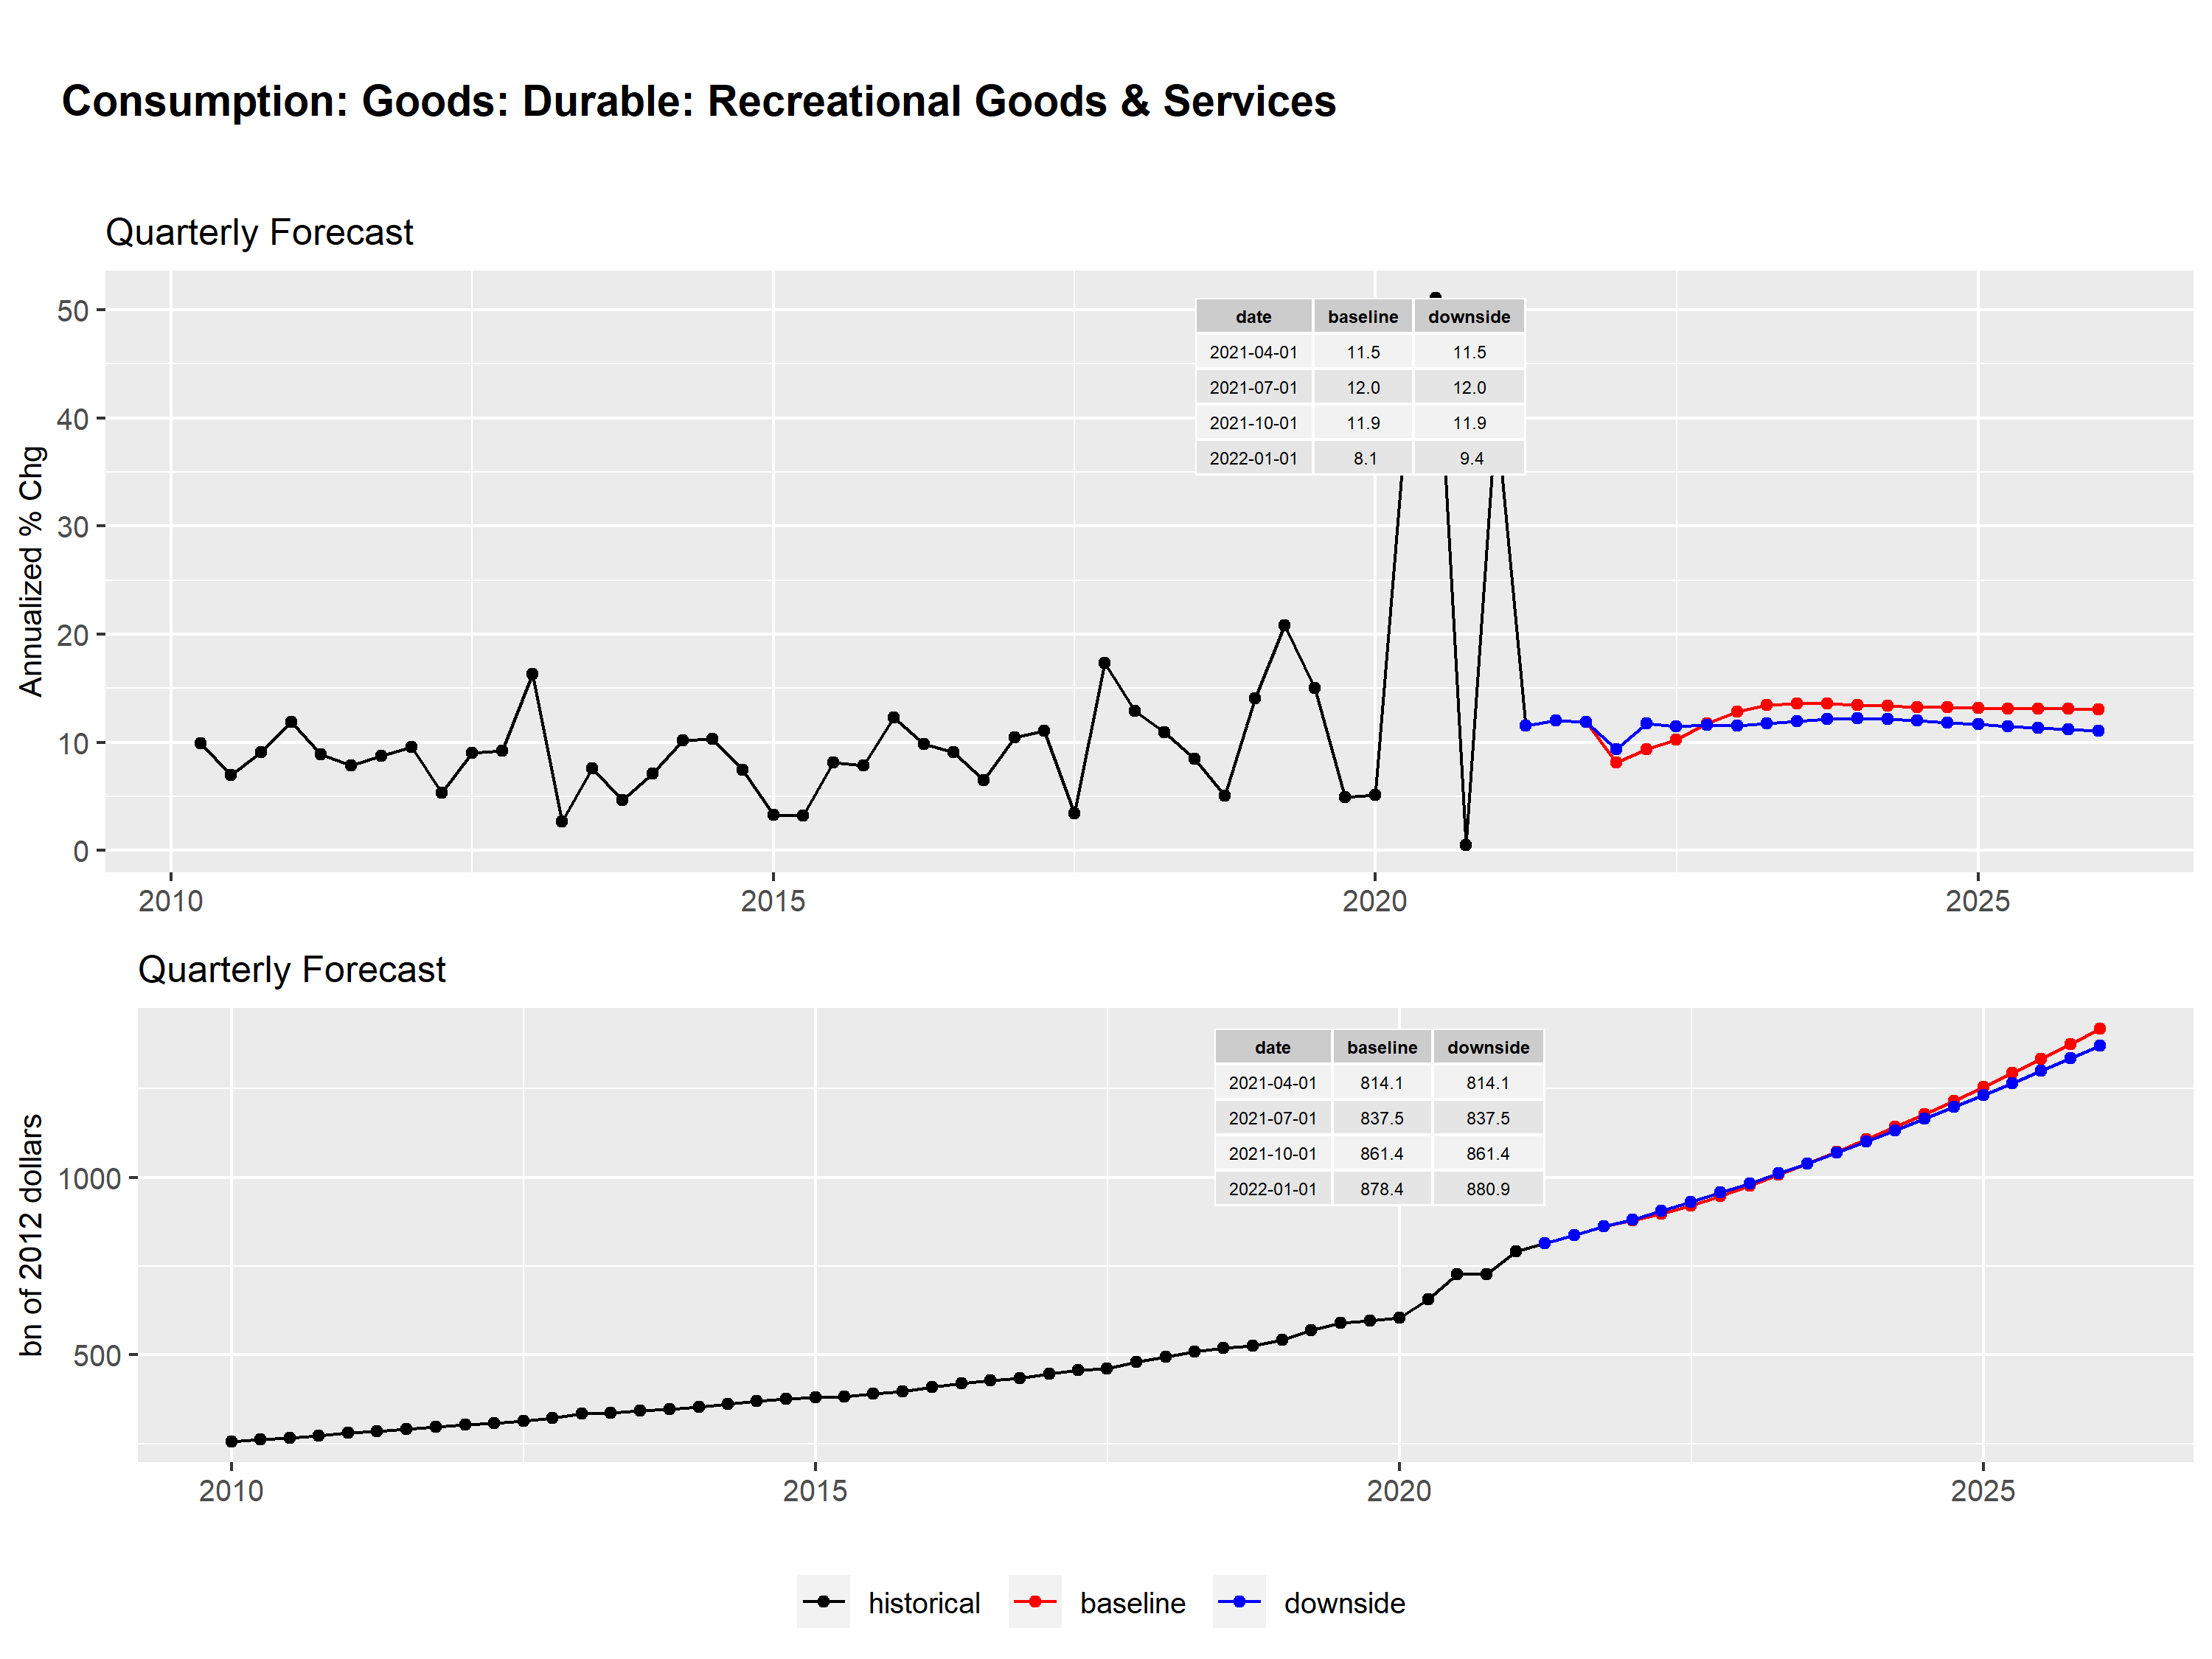 Consumption: Goods: Durable: Recreational Goods & Services
Quarterly Forecast
Annualized % Chg
50
40
30
20
10
0
date baseline downside
2021-04-01 11.5 11.5
2021-07-01 12.0 12.0
2021-10-01 11.9 11.9
2022-01-01 8.1 9.4
2010 2015 2020 2025
Quarterly Forecast
bn of 2012 dollars
1000
500
date baseline downside
2021-04-01 814.1 814.1
2021-07-01 837.5 837.5
2021-10-01 861.4 861.4
2022-01-01 878.4 880.9
2010 2015 2020 2025
historical baseline downside